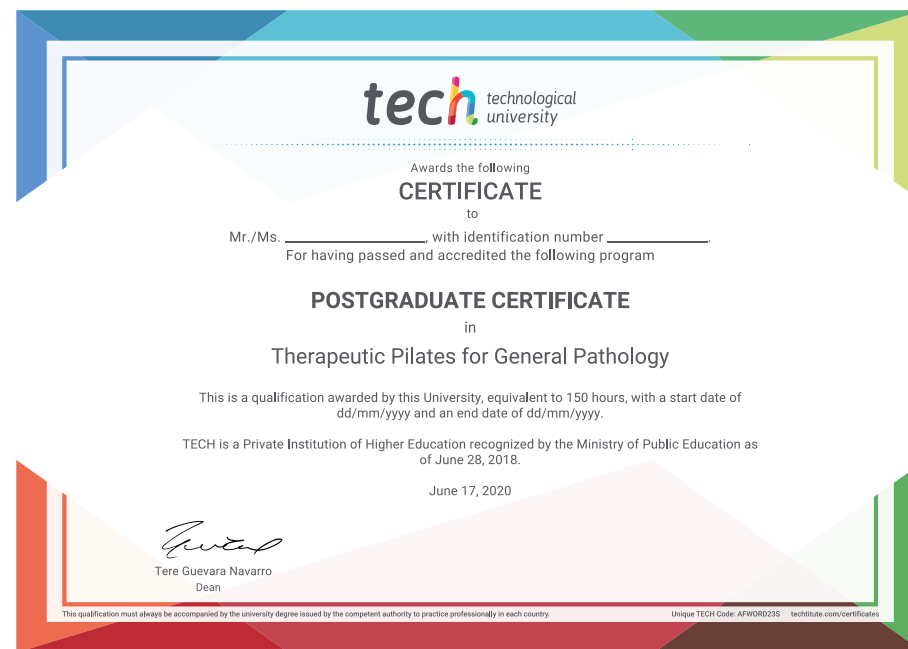 tech technological
university
Awards the following
CERTIFICATE
to
Mr./Ms. ____________, with identification number _________.
For having passed and accredited the following program
POSTGRADUATE CERTIFICATE
in
Therapeutic Pilates for General Pathology
This is a qualification awarded by this University, equivalent to 150 hours, with a start date of
dd/mm/yyyy and an end date of dd/mm/yyyy.
TECH is a Private Institution of Higher Education recognized by the Ministry of Public Education as
of June 28, 2018.
June 17, 2020
Tere Guevara Navarro
Dean
This qualification must always be accompanied by the university degree issued by the competent authority to practice professionally in each country. Unique TECH Code: AFWORD23S techtitute.com/certificates